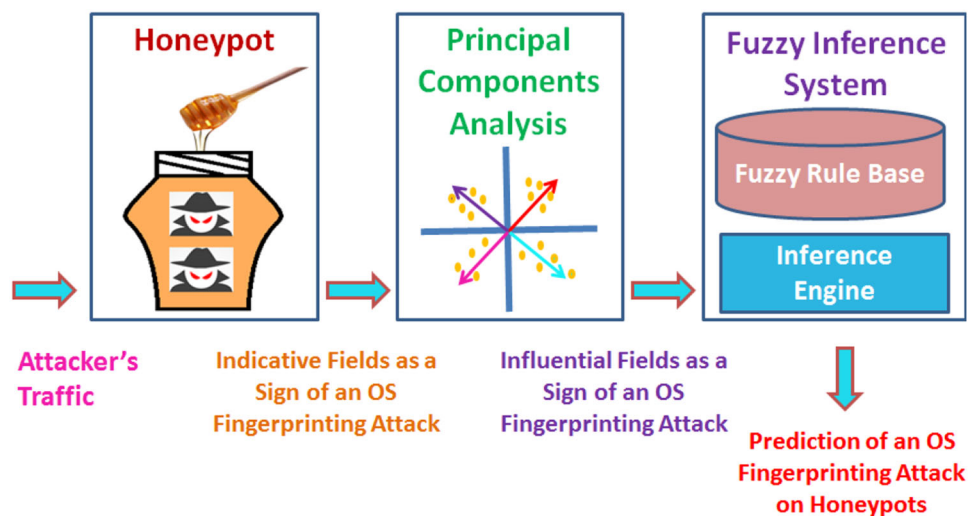 Honeypot
Principal
Components
Analysis
Fuzzy Inference
System
Fuzzy Rule Base
Inference
Engine
Attacker's
Traffic
Indicative Fields as a
Sign of an OS
Fingerprinting Attack
Influential Fields as a
Sign of an OS
Fingerprinting Attack
Prediction of an OS
Fingerprinting Attack
on Honeypots